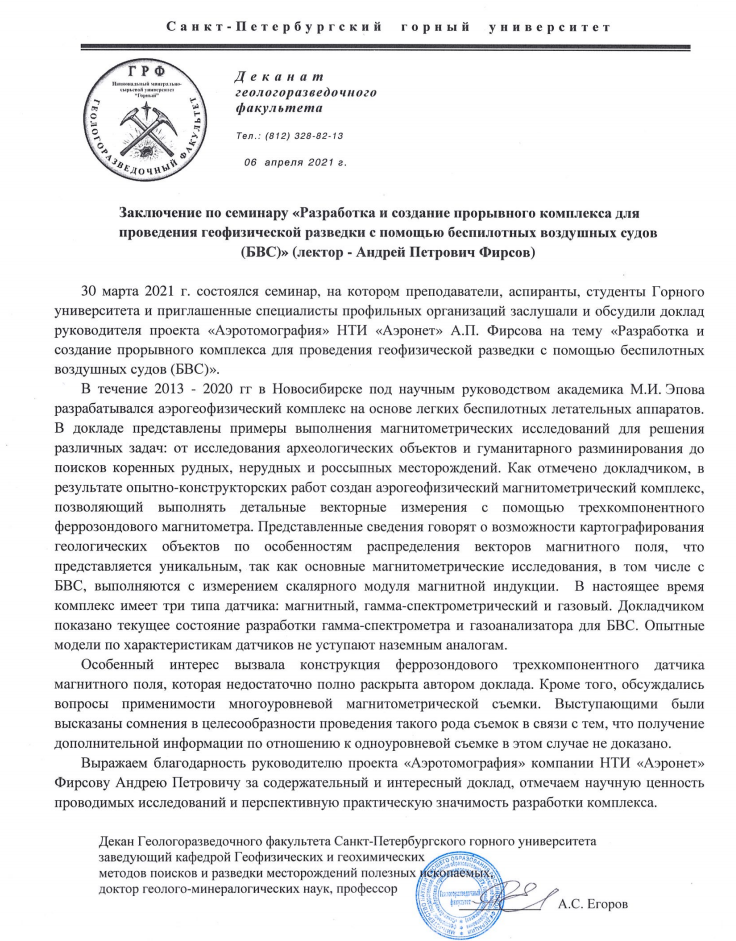 Санкт-Петербургский горный университет
ГРФ
Национальный минерально-
сырьевой университет
"Горный"
ГЕОЛОГОРАЗВЕДОЧНЫЙ ФАКУЛЬТЕТ
Деканат
геологоразведочного
факультета
Тел.: (812) 328-82-13
06 апреля 2021 г.
Заключение по семинару «Разработка и создание прорывного комплекса для
проведения геофизической разведки с помощью беспилотных воздушных судов
(БВС)» (лектор - Андрей Петрович Фирсов)
30 марта 2021 г. состоялся семинар, на котором преподаватели, аспиранты, студенты Горного
университета и приглашенные специалисты профильных организаций заслушали и обсудили доклад
руководителя проекта «Аэротомография» НТИ «Аэронет» А.П. Фирсова на тему «Разработка и
создание прорывного комплекса для проведения геофизической разведки с помощью беспилотных
воздушных судов (БВС)».
В течение 2013 - 2020 гг в Новосибирске под научным руководством академика М.И. Эпова
разрабатывался аэрогеофизический комплекс на основе легких беспилотных летательных аппаратов.
В докладе представлены примеры выполнения магнитометрических исследований для решения
различных задач: от исследования археологических объектов и гуманитарного разминирования до
поисков коренных рудных, нерудных и россыпных месторождений. Как отмечено докладчиком, в
результате опытно-конструкторских работ создан аэрогеофизический магнитометрический комплекс,
позволяющий выполнять детальные векторные измерения с помощью трехкомпонентного
феррозондового магнитометра. Представленные сведения говорят о возможности картографирования
геологических объектов по особенностям распределения векторов магнитного поля, что
представляется уникальным, так как основные магнитометрические исследования, в том числе с
БВС, выполняются с измерением скалярного модуля магнитной индукции. В настоящее время
комплекс имеет три типа датчика: магнитный, гамма-спектрометрический и газовый. Докладчиком
показано текущее состояние разработки гамма-спектрометра и газоанализатора для БВС. Опытные
модели по характеристикам датчиков не уступают наземным аналогам.
Особенный интерес вызвала конструкция феррозондового трехкомпонентного датчика
магнитного поля, которая недостаточно полно раскрыта автором доклада. Кроме того, обсуждались
вопросы применимости многоуровневой магнитометрической съемки. Выступающими были
высказаны сомнения в целесообразности проведения такого рода съемок в связи с тем, что получение
дополнительной информации по отношению к одноуровневой съемке в этом случае не доказано.
Выражаем благодарность руководителю проекта «Аэротомография» компании НТИ «Аэронет»
Фирсову Андрею Петровичу за содержательный и интересный доклад, отмечаем научную ценность
проводимых исследований и перспективную практическую значимость разработки комплекса.
Декан Геологоразведочного факультета Санкт-Петербургского горного университета
заведующий кафедрой Геофизических и геохимических
методов поисков и разведки месторождений полезных ископаемых,
доктор геолого-минералогических наук, профессор
Геологоразведочный
факультет
А.С. Егоров